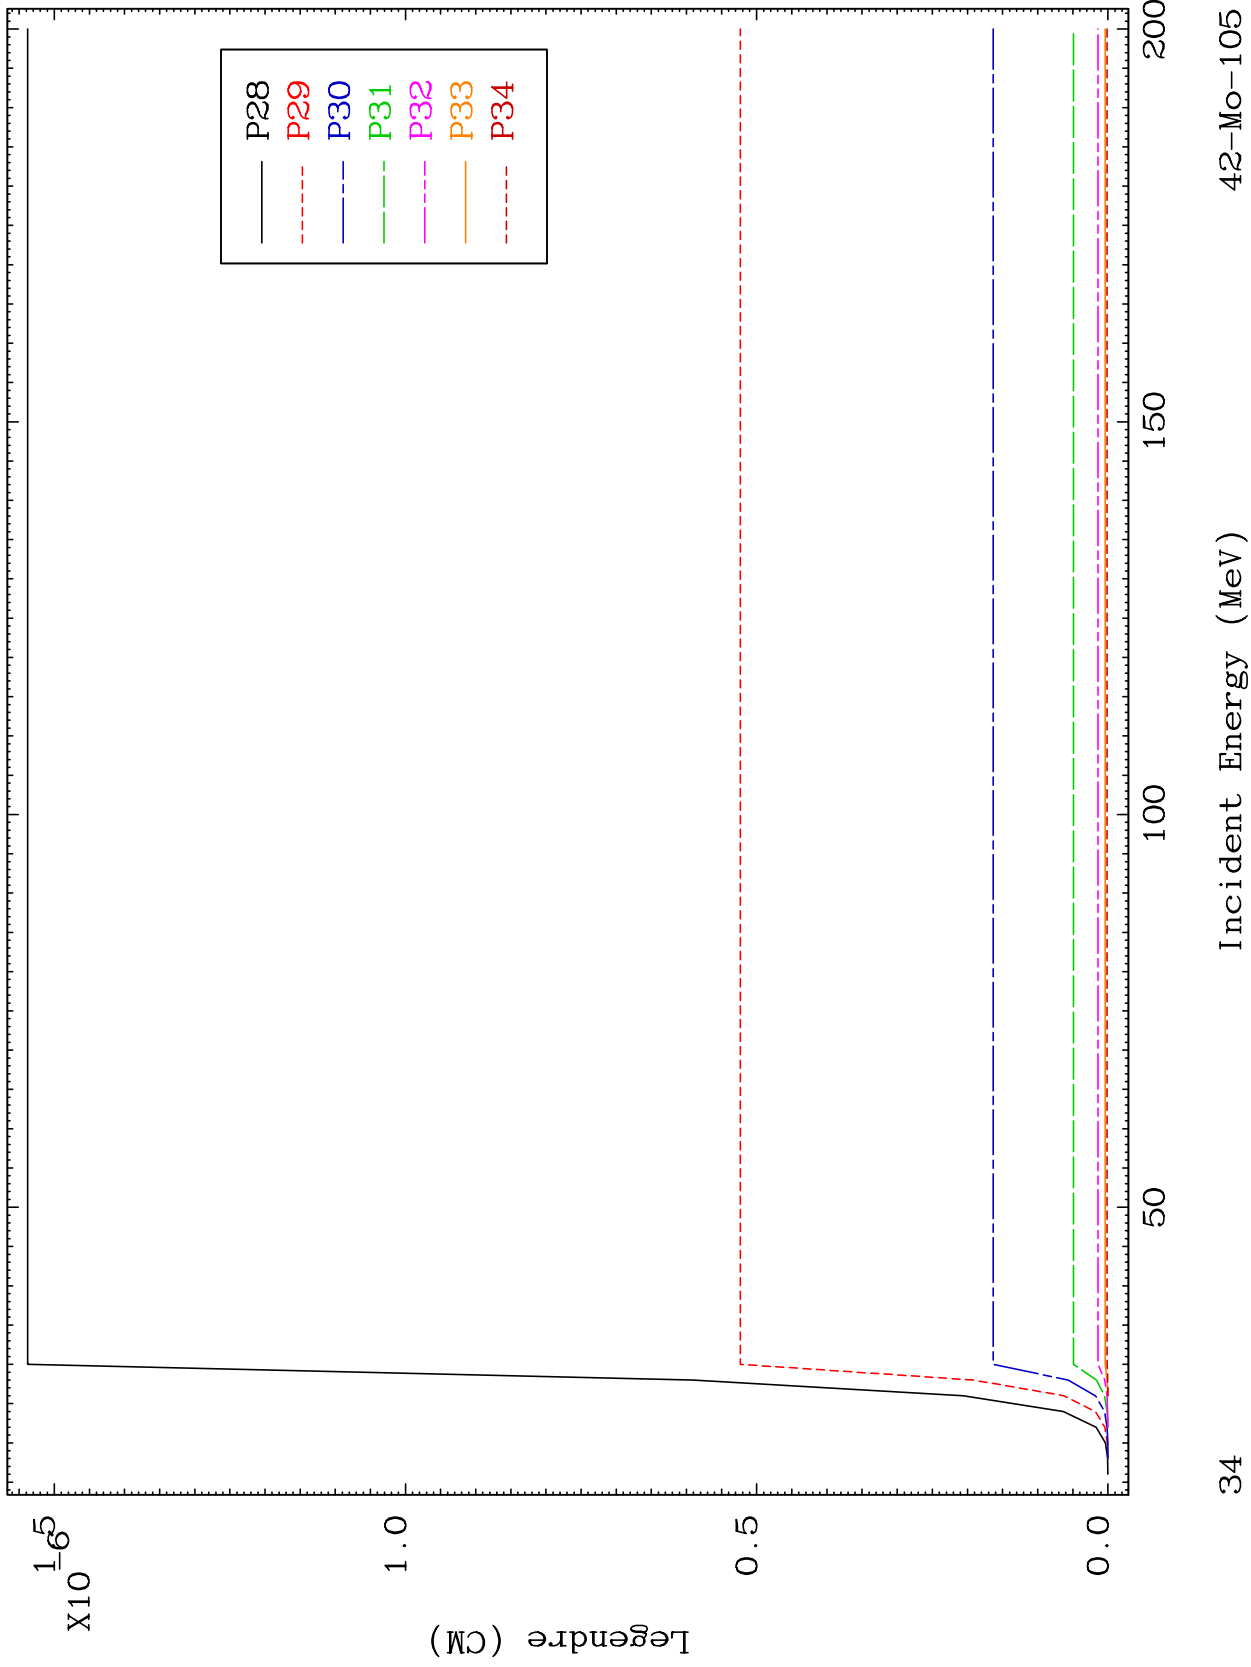 X10
-6
1.5
1.0
0.5
0.0
Legendre (CM)
P28
P29
P30
P31
P32
P33
P34
50
100
150
200
34
Incident Energy (MeV)
42-Mo-105